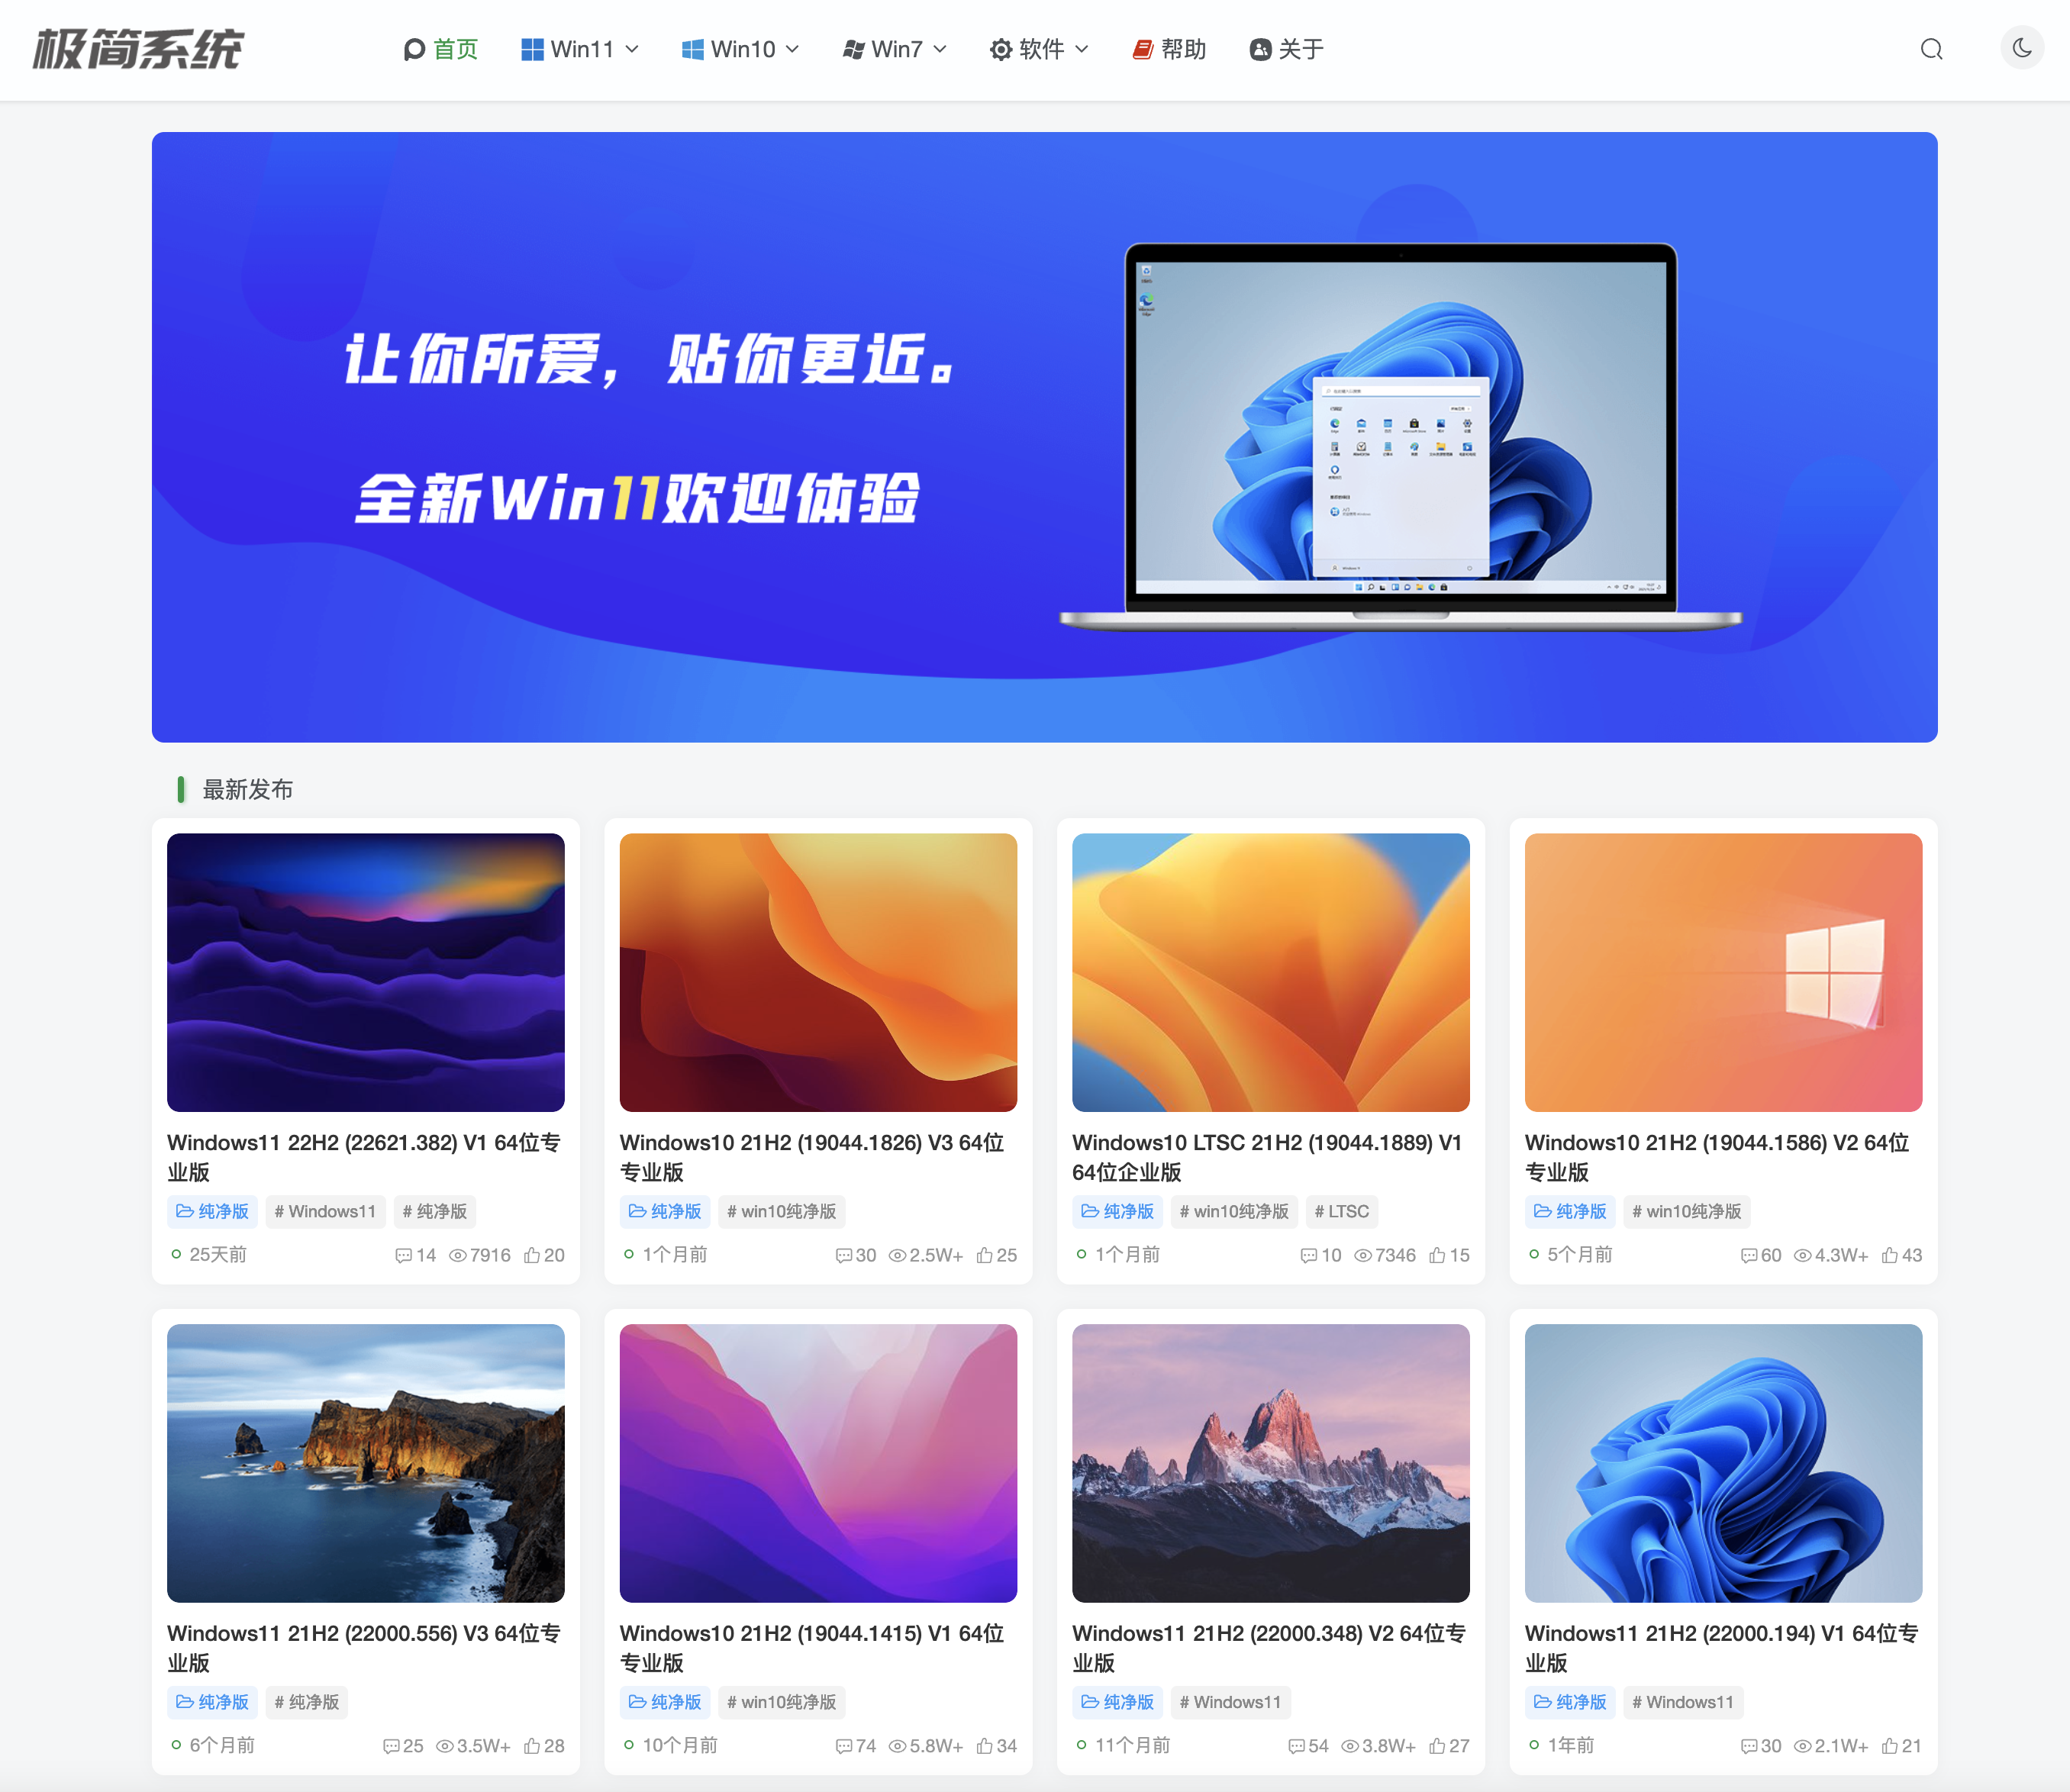 极简系统
首页
Win11
Win10
Win7
软件
帮助
关于
让你所爱，贴你更近。
全新Win11欢迎体验
最新发布
Windows11 22H2 (22621.382) V1 64位专
业版
纯净版
# Windows11
# 纯净版
25天前
14
7916
20
Windows10 21H2 (19044.1826) V3 64位
专业版
纯净版
# win10纯净版
1个月前
30
2.5W+
25
Windows10 LTSC 21H2 (19044.1889) V1
64位企业版
纯净版
# win10纯净版
# LTSC
1个月前
10
7346
15
Windows10 21H2 (19044.1586) V2 64位
专业版
纯净版
# win10纯净版
5个月前
60
4.3W+
43
Windows11 21H2 (22000.556) V3 64位专
业版
纯净版
# 纯净版
6个月前
25
3.5W+
28
Windows10 21H2 (19044.1415) V1 64位
专业版
纯净版
# win10纯净版
10个月前
74
5.8W+
34
Windows11 21H2 (22000.348) V2 64位专
业版
纯净版
# Windows11
11个月前
54
3.8W+
27
Windows11 21H2 (22000.194) V1 64位专
业版
纯净版
# Windows11
1年前
30
2.1W+
21